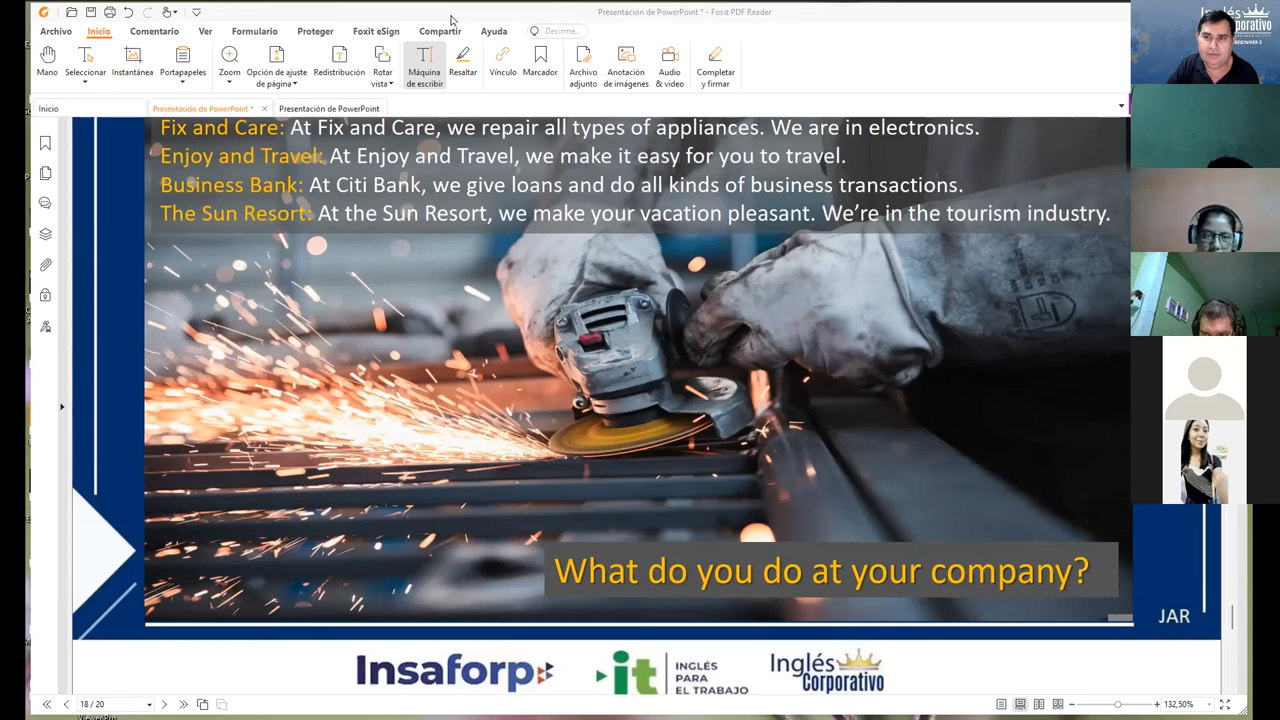 Presentación de PowerPoint * - Foxit PDF Reader
Archivo Inicio Comentario Ver Formulario Proteger Foxit eSign Compartir Ayuda Decirme...
Mano Seleccionar Instantánea Portapapeles Zoom Opción de ajuste de página Redistribución Rotar vista Máquina de escribir Resaltar Vínculo Marcador Archivo adjunto Anotación de imágenes Audio & video Completar y firmar
Inicio Presentación de PowerPoint * Presentación de PowerPoint
Fix and Care: At Fix and Care, we repair all types of appliances. We are in electronics.
Enjoy and Travel: At Enjoy and Travel, we make it easy for you to travel.
Business Bank: At Citi Bank, we give loans and do all kinds of business transactions.
The Sun Resort: At the Sun Resort, we make your vacation pleasant. We're in the tourism industry.
What do you do at your company?
JAR
Insaforp
it INGLÉS PARA EL TRABAJO
Inglés Corporativo
18 / 20
132,50%
Inglés Corporativo
BEGINNER 2